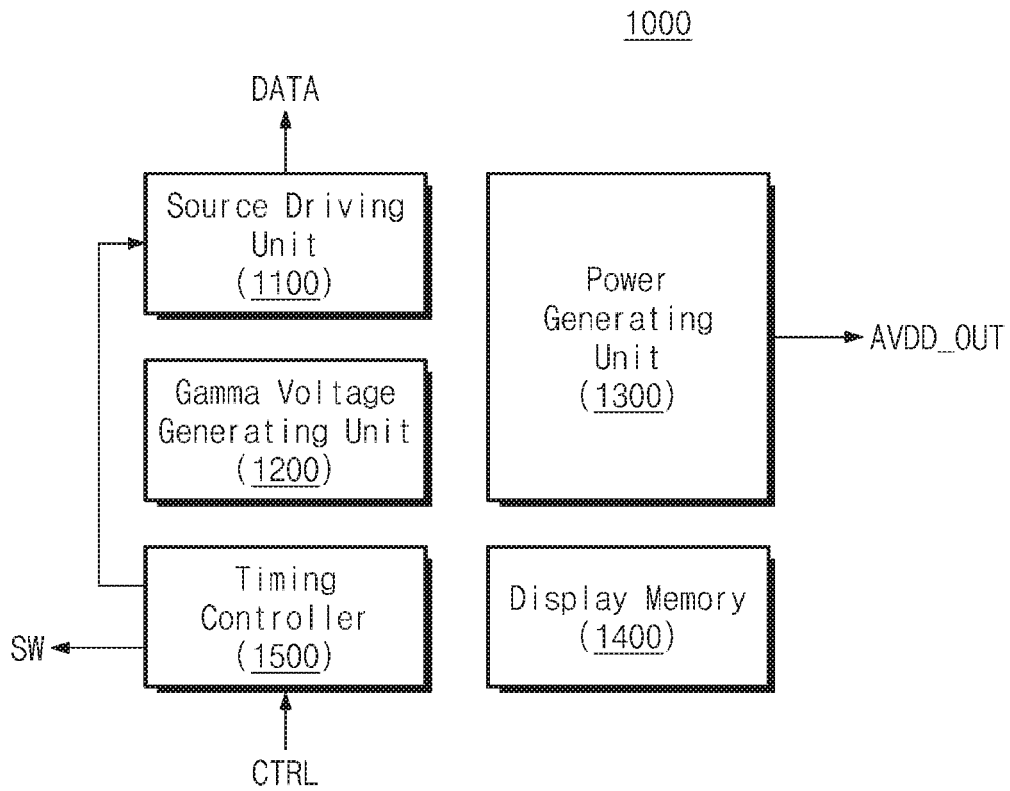 1000
DATA
Source Driving
Unit
(1100)
Power
Generating
Unit
(1300)
AVDD_OUT
Gamma Voltage
Generating Unit
(1200)
Timing
Controller
(1500)
Display Memory
(1400)
SW
CTRL